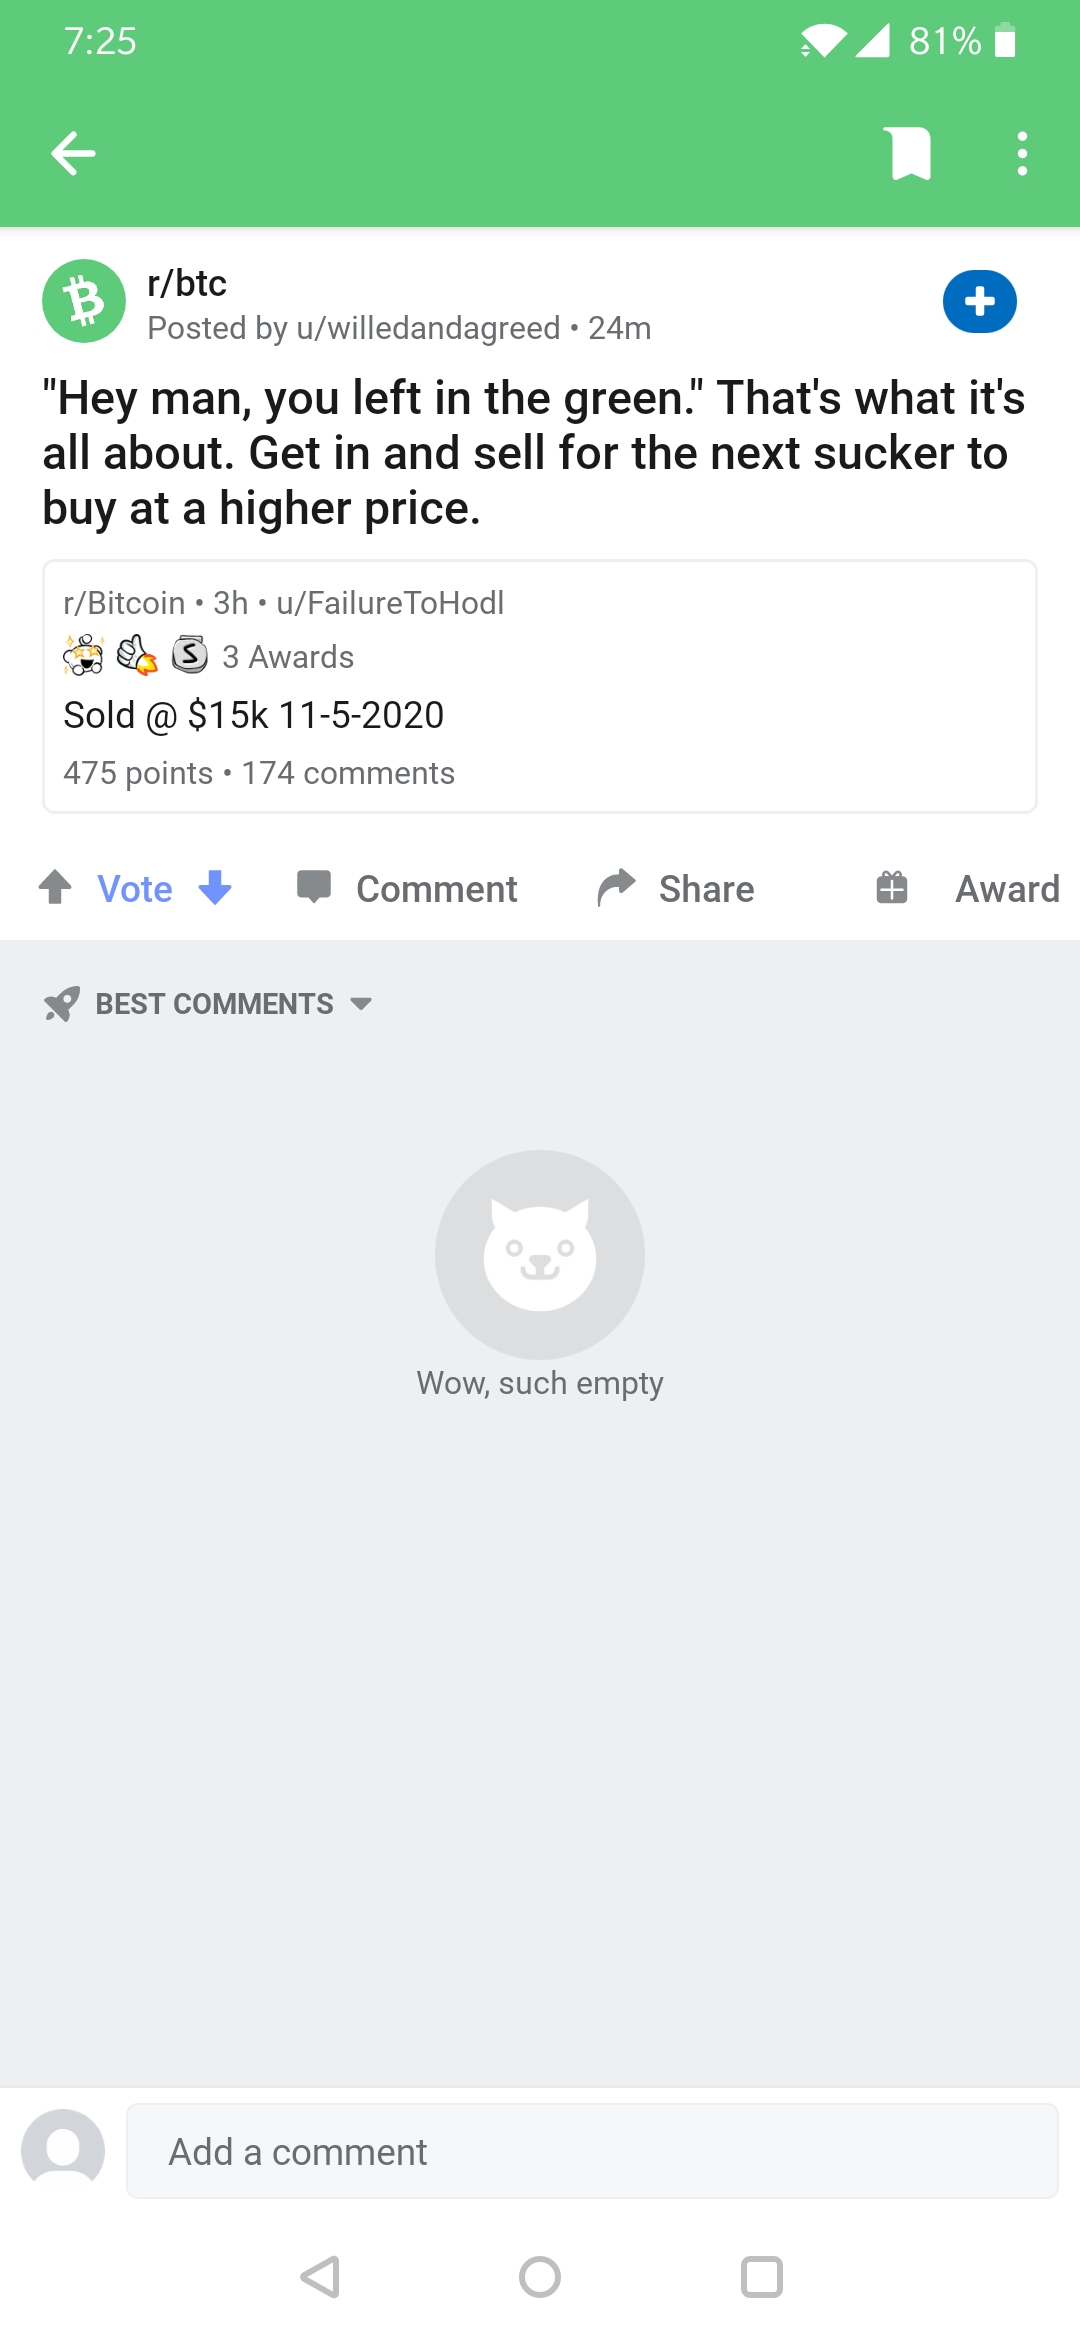 7:25
81%
r/btc
Posted by u/willedandagreed • 24m
"Hey man, you left in the green." That's what it's
all about. Get in and sell for the next sucker to
buy at a higher price.
r/Bitcoin • 3h • u/FailureToHodl
3 Awards
Sold @ $15k 11-5-2020
475 points • 174 comments
Vote
Comment
Share
Award
BEST COMMENTS
Wow, such empty
Add a comment